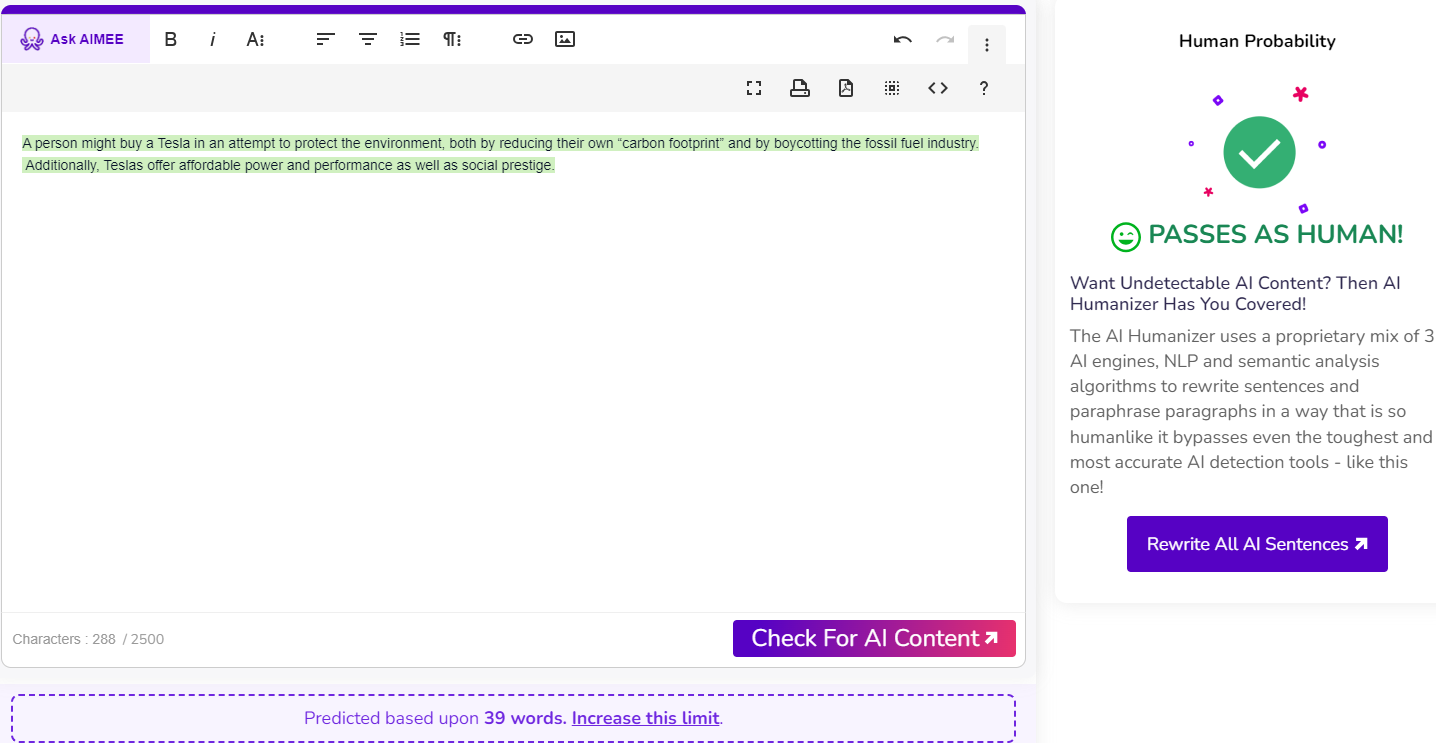 Ask AIMEE
B
i
A
?
A person might buy a Tesla in an attempt to protect the environment, both by reducing their own “carbon footprint” and by boycotting the fossil fuel industry.
Additionally, Teslas offer affordable power and performance as well as social prestige.
Characters : 288 / 2500
Check For AI Content
Predicted based upon 39 words. Increase this limit.
Human Probability
PASSES AS HUMAN!
Want Undetectable AI Content? Then AI
Humanizer Has You Covered!
The AI Humanizer uses a proprietary mix of 3
AI engines, NLP and semantic analysis
algorithms to rewrite sentences and
paraphrase paragraphs in a way that is so
humanlike it bypasses even the toughest and
most accurate AI detection tools - like this
one!
Rewrite All AI Sentences